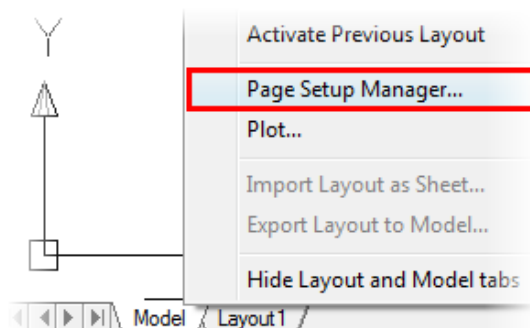 Y
Activate Previous Layout
Page Setup Manager...
Plot...
Import Layout as Sheet...
Export Layout to Model...
Hide Layout and Model tabs
Model / Layout1 /